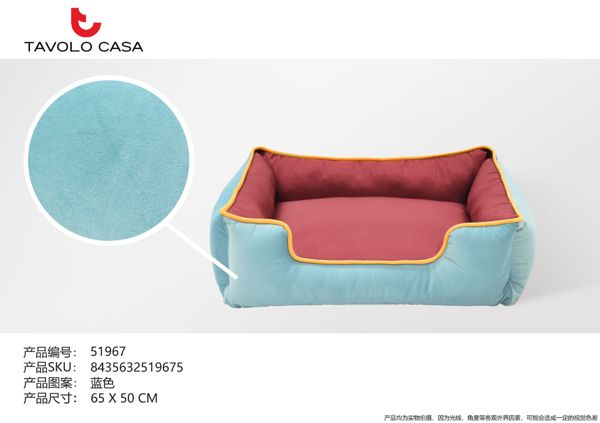 TAVOLO CASA
产品编号： 51967
产品SKU： 8435632519675
产品图案： 蓝色
产品尺寸： 65 X 50 CM
产品均为实物拍摄，因为光线、角度等客观外界因素，可能会造成一定的视觉色差